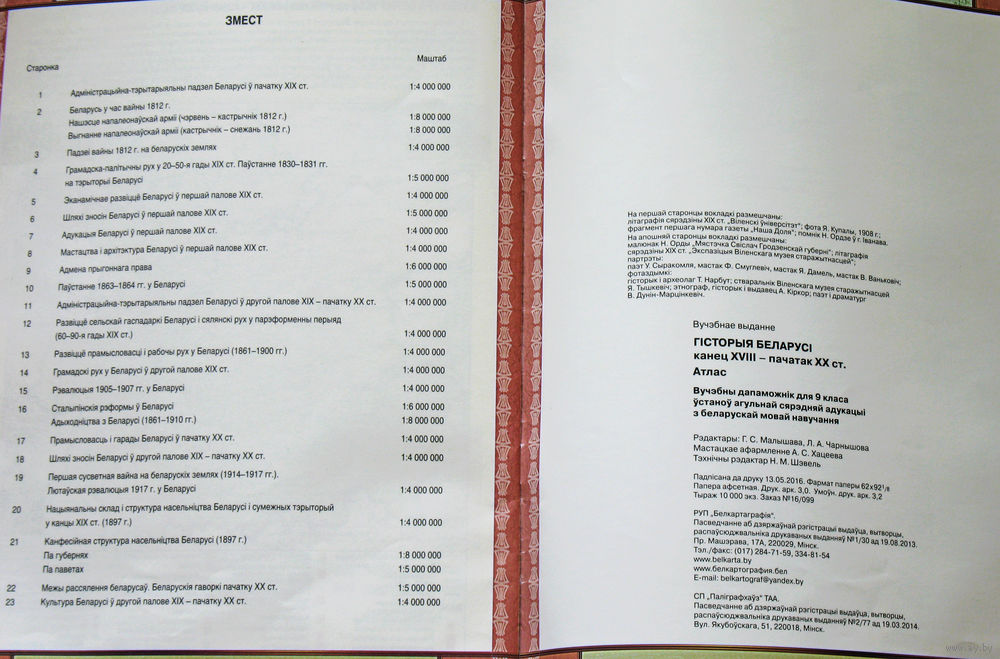 ЗМЕСТ
Старонка Маштаб
1 Адміністрацыйна-тэрытарыяльны падзел Беларусі ў пачатку XIX ст. 1:4 000 000
2 Беларусь у час вайны 1812 г.
Нашэсце напалеонаўскай арміі (чэрвень – кастрычнік 1812 г.) 1:8 000 000
Выгнанне напалеонаўскай арміі (кастрычнік – снежань 1812 г.) 1:8 000 000
3 Падзеі вайны 1812 г. на беларускіх землях 1:4 000 000
4 Грамадска-палітычны рух у 20–50-я гады XIX ст. Паўстанне 1830–1831 гг.
на тэрыторыі Беларусі 1:5 000 000
5 Эканамічнае развіццё Беларусі ў першай палове XIX ст. 1:4 000 000
6 Шляхі зносін Беларусі ў першай палове XIX ст. 1:5 000 000
7 Адукацыя Беларусі ў першай палове XIX ст. 1:4 000 000
8 Мастацтва і архітэктура Беларусі ў першай палове XIX ст. 1:4 000 000
9 Адмена прыгоннага права 1:6 000 000
10 Паўстанне 1863–1864 гг. у Беларусі 1:5 000 000
11 Адміністрацыйна-тэрытарыяльны падзел Беларусі ў другой палове XIX – пачатку XX ст. 1:4 000 000
12 Развіццё сельскай гаспадаркі Беларусі і сялянскі рух у парэформенны перыяд
(60–90-я гады XIX ст.) 1:4 000 000
13 Развіццё прамысловасці і рабочы рух у Беларусі (1861–1900 гг.) 1:4 000 000
14 Грамадскі рух у Беларусі ў другой палове XIX ст. 1:4 000 000
15 Рэвалюцыя 1905–1907 гг. у Беларусі 1:4 000 000
16 Сталыпінскія рэформы ў Беларусі 1:6 000 000
Адыходніцтва з Беларусі (1861–1910 гг.) 1:8 000 000
17 Прамысловасць і гарады Беларусі ў пачатку XX ст. 1:4 000 000
18 Шляхі зносін Беларусі ў другой палове XIX – пачатку XX ст. 1:4 000 000
19 Першая сусветная вайна на беларускіх землях (1914–1917 гг.).
Лютаўская рэвалюцыя 1917 г. у Беларусі 1:4 000 000
20 Нацыянальны склад і структура насельніцтва Беларусі і сумежных тэрыторый
у канцы XIX ст. (1897 г.) 1:4 000 000
21 Канфесійная структура насельніцтва Беларусі (1897 г.)
Па губернях 1:8 000 000
Па паветах 1:5 000 000
22 Межы рассялення беларусаў. Беларускія гаворкі пачатку XX ст. 1:5 000 000
23 Культура Беларусі ў другой палове XIX – пачатку XX ст. 1:4 000 000
На першай старонцы вокладкі размешчаны:
літаграфія сярэдзіны XIX ст. „Віленскі ўніверсітэт"; фота Я. Купалы, 1908 г.;
фрагмент першага нумара газеты „Наша Доля"; помнік Н. Ордзе ў г. Іванава.
На апошняй старонцы вокладкі размешчаны:
малюнак Н. Орды „Мястэчка Свіслач Гродзенскай губерні"; літаграфія
сярэдзіны XIX ст. „Экспазіцыя Віленскага музея старажытнасцей";
партрэты:
паэт У. Сыракомля, мастак Ф. Смуглевіч, мастак Я. Дамель, мастак В. Ваньковіч;
фотаздымкі:
гісторык і археолаг Т. Нарбут; стваральнік Віленскага музея старажытнасцей
Я. Тышкевіч; этнограф, гісторык і выдавец А. Кіркор; паэт і драматург
В. Дунін-Марцінкевіч.
Вучэбнае выданне
ГІСТОРЫЯ БЕЛАРУСІ
канец XVIII – пачатак XX ст.
Атлас
Вучэбны дапаможнік для 9 класа
ўстаноў агульнай сярэдняй адукацыі
з беларускай мовай навучання
Рэдактары: Г. С. Малышава, Л. А. Чарнышова
Мастацкае афармленне А. С. Хацеева
Тэхнічны рэдактар Н. М. Шэвель
Падпісана да друку 13.05.2016. Фармат паперы 62х92¹/₈
Папера афсетная. Друк. арк. 3,0. Умоўн. друк. арк. 3,2
Тыраж 10 000 экз. Заказ №16/099
РУП „Белкартаграфія".
Пасведчанне аб дзяржаўнай рэгістрацыі выдаўца, вытворцы,
распаўсюджвальніка друкаваных выданняў №1/30 ад 19.08.2013.
Пр. Машэрава, 17А, 220029, Мінск.
Тэл./факс: (017) 284-71-59, 334-81-54
www.belkarta.by
www.белкартография.бел
E-mail: belkartograf@yandex.by
СП „Паліграфхаўз" ТАА.
Пасведчанне аб дзяржаўнай рэгістрацыі выдаўца, вытворцы,
распаўсюджвальніка друкаваных выданняў №2/77 ад 19.03.2014.
Вул. Якубоўскага, 51, 220018, Мінск.
www.ay.by